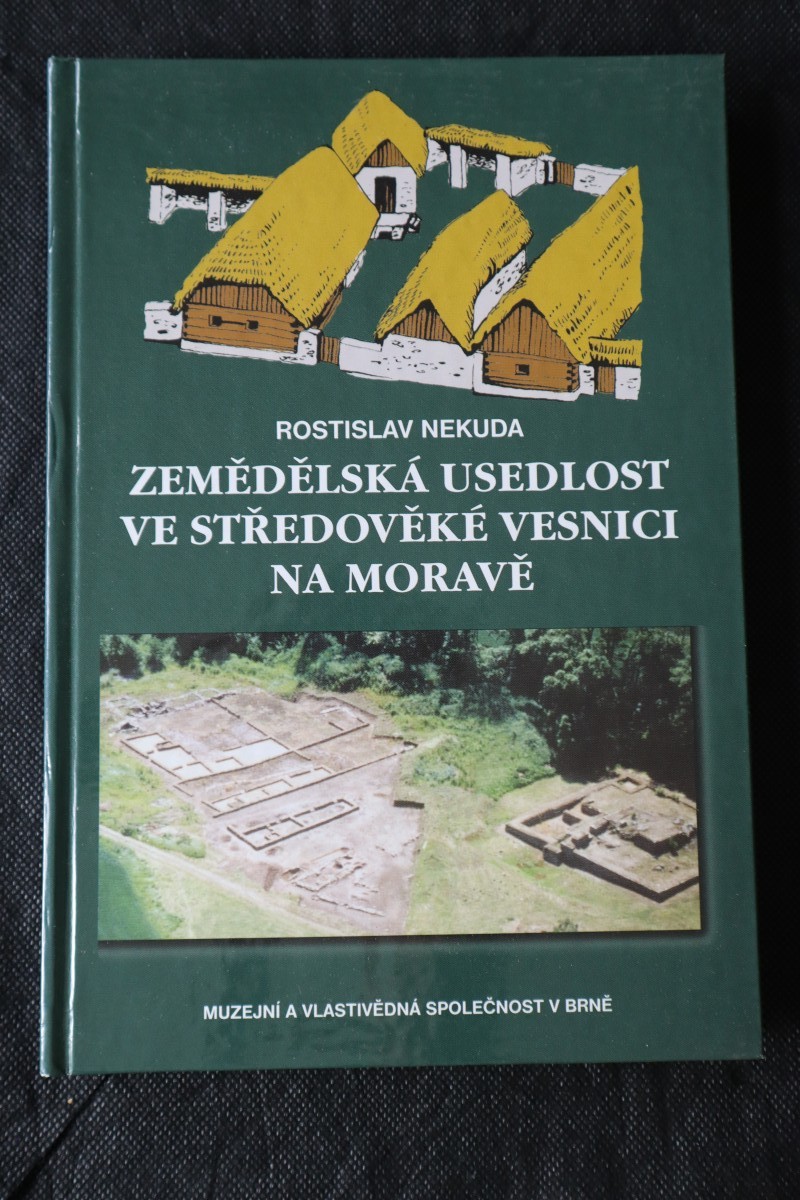 ROSTISLAV NEKUDA
ZEMĚDĚLSKÁ USEDLOST
VE STŘEDOVĚKÉ VESNICI
NA MORAVĚ
MUZEJNÍ A VLASTIVĚDNÁ SPOLEČNOST V BRNĚ